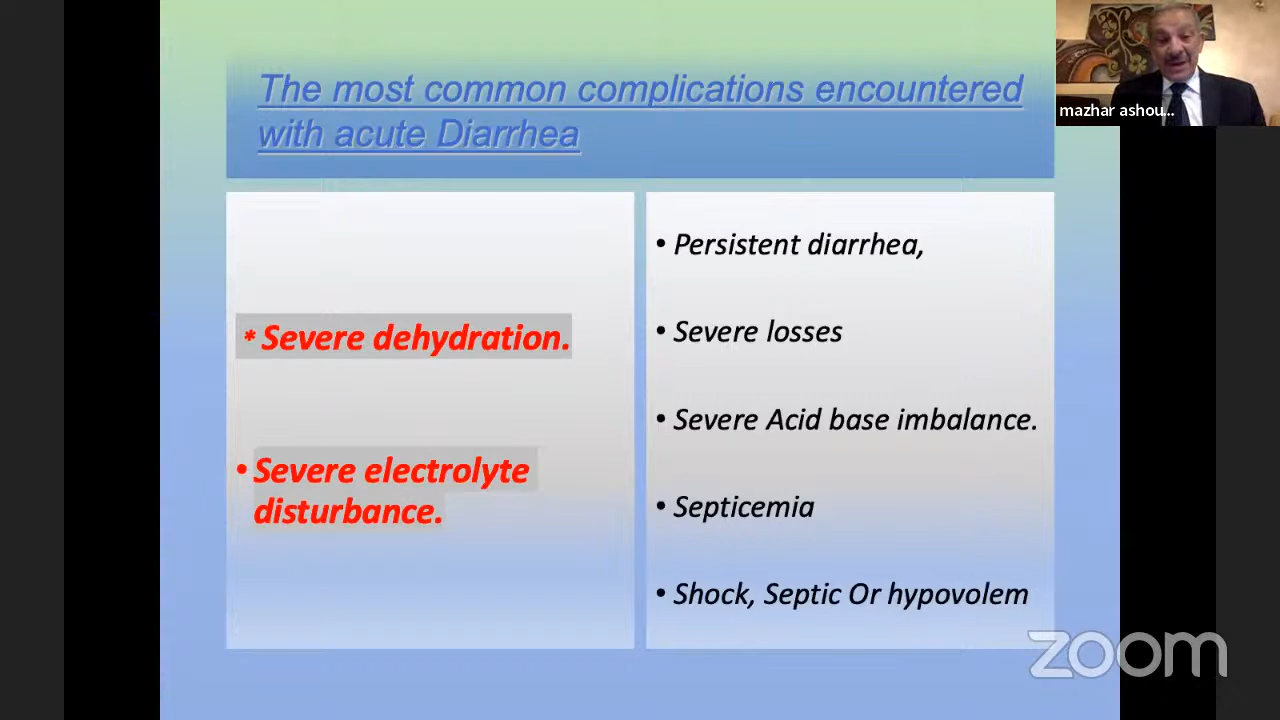 The most common complications encountered
with acute Diarrhea
mazhar ashou...
* Severe dehydration.
• Severe electrolyte
disturbance.
• Persistent diarrhea,
• Severe losses
• Severe Acid base imbalance.
• Septicemia
• Shock, Septic Or hypovolem
zoom